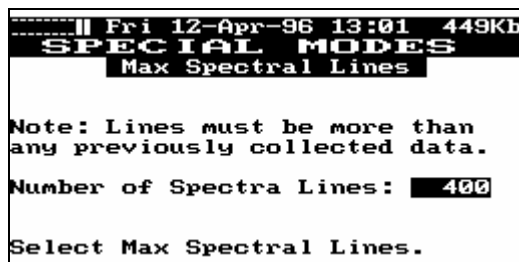 Fri 12-Apr-96 13:01 449Kb
SPECIAL MODES
Max Spectral Lines
Note: Lines must be more than
any previously collected data.
Number of Spectra Lines: 400
Select Max Spectral Lines.